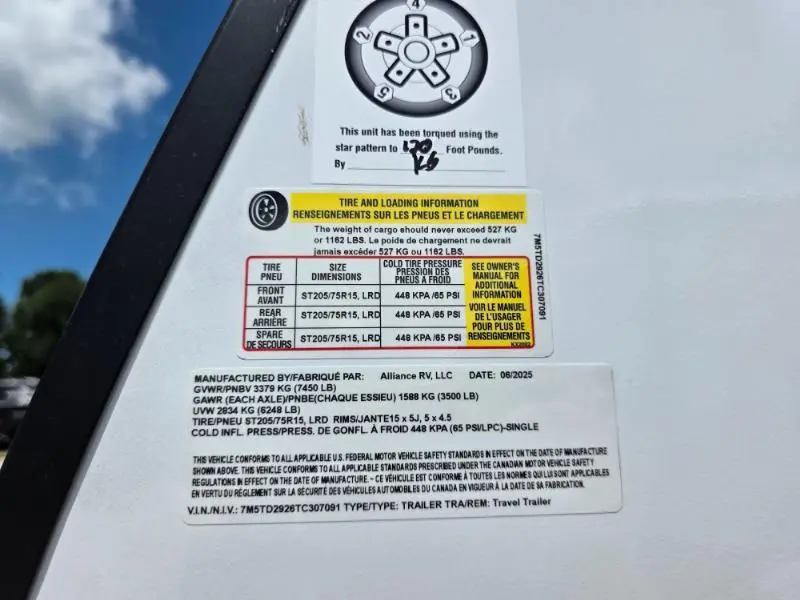 4
2
1
5
3
This unit has been torqued using the
star pattern to 120 Foot Pounds.
By KG
TIRE AND LOADING INFORMATION
RENSEIGNEMENTS SUR LES PNEUS ET LE CHARGEMENT
The weight of cargo should never exceed 527 KG
or 1162 LBS. Le poide de chargement ne devrait
jamais excéder 527 KG ou 1162 LBS.
TIRE PNEU SIZE DIMENSIONS COLD TIRE PRESSURE PRESSION DES PNEUS A FROID
FRONT AVANT ST205/75R15, LRD 448 KPA /65 PSI
REAR ARRIÈRE ST205/75R15, LRD 448 KPA /65 PSI
SPARE DE SECOURS ST205/75R15, LRD 448 KPA /65 PSI
SEE OWNER'S
MANUAL FOR
ADDITIONAL
INFORMATION
VOIR LE MANUEL
DE L'USAGER
POUR PLUS DE
RENSEIGNEMENTS
7M5TD2926TC307091
MANUFACTURED BY/FABRIQUÉ PAR: Alliance RV, LLC DATE: 06/2025
GVWR/PNBV 3379 KG (7450 LB)
GAWR (EACH AXLE)/PNBE(CHAQUE ESSIEU) 1588 KG (3500 LB)
UVW 2834 KG (6248 LB)
TIRE/PNEU ST205/75R15, LRD RIMS/JANTE15 x 5J, 5 x 4.5
COLD INFL. PRESS/PRESS. DE GONFL. À FROID 448 KPA (65 PSI/LPC)-SINGLE
THIS VEHICLE CONFORMS TO ALL APPLICABLE U.S. FEDERAL MOTOR VEHICLE SAFETY STANDARDS IN EFFECT ON THE DATE OF MANUFACTURE
SHOWN ABOVE. THIS VEHICLE CONFORMS TO ALL APPLICABLE STANDARDS PRESCRIBED UNDER THE CANADIAN MOTOR VEHICLE SAFETY
REGULATIONS IN EFFECT ON THE DATE OF MANUFACTURE. - CE VÉHICULE EST CONFORME À TOUTES LES NORMES QUI LUI SONT APPLICABLES
EN VERTU DU RÈGLEMENT SUR LA SÉCURITÉ DES VÉHICULES AUTOMOBILES DU CANADA EN VIGUEUR À LA DATE DE SA FABRICATION.
V.I.N./N.I.V.: 7M5TD2926TC307091 TYPE/TYPE: TRAILER TRA/REM: Travel Trailer